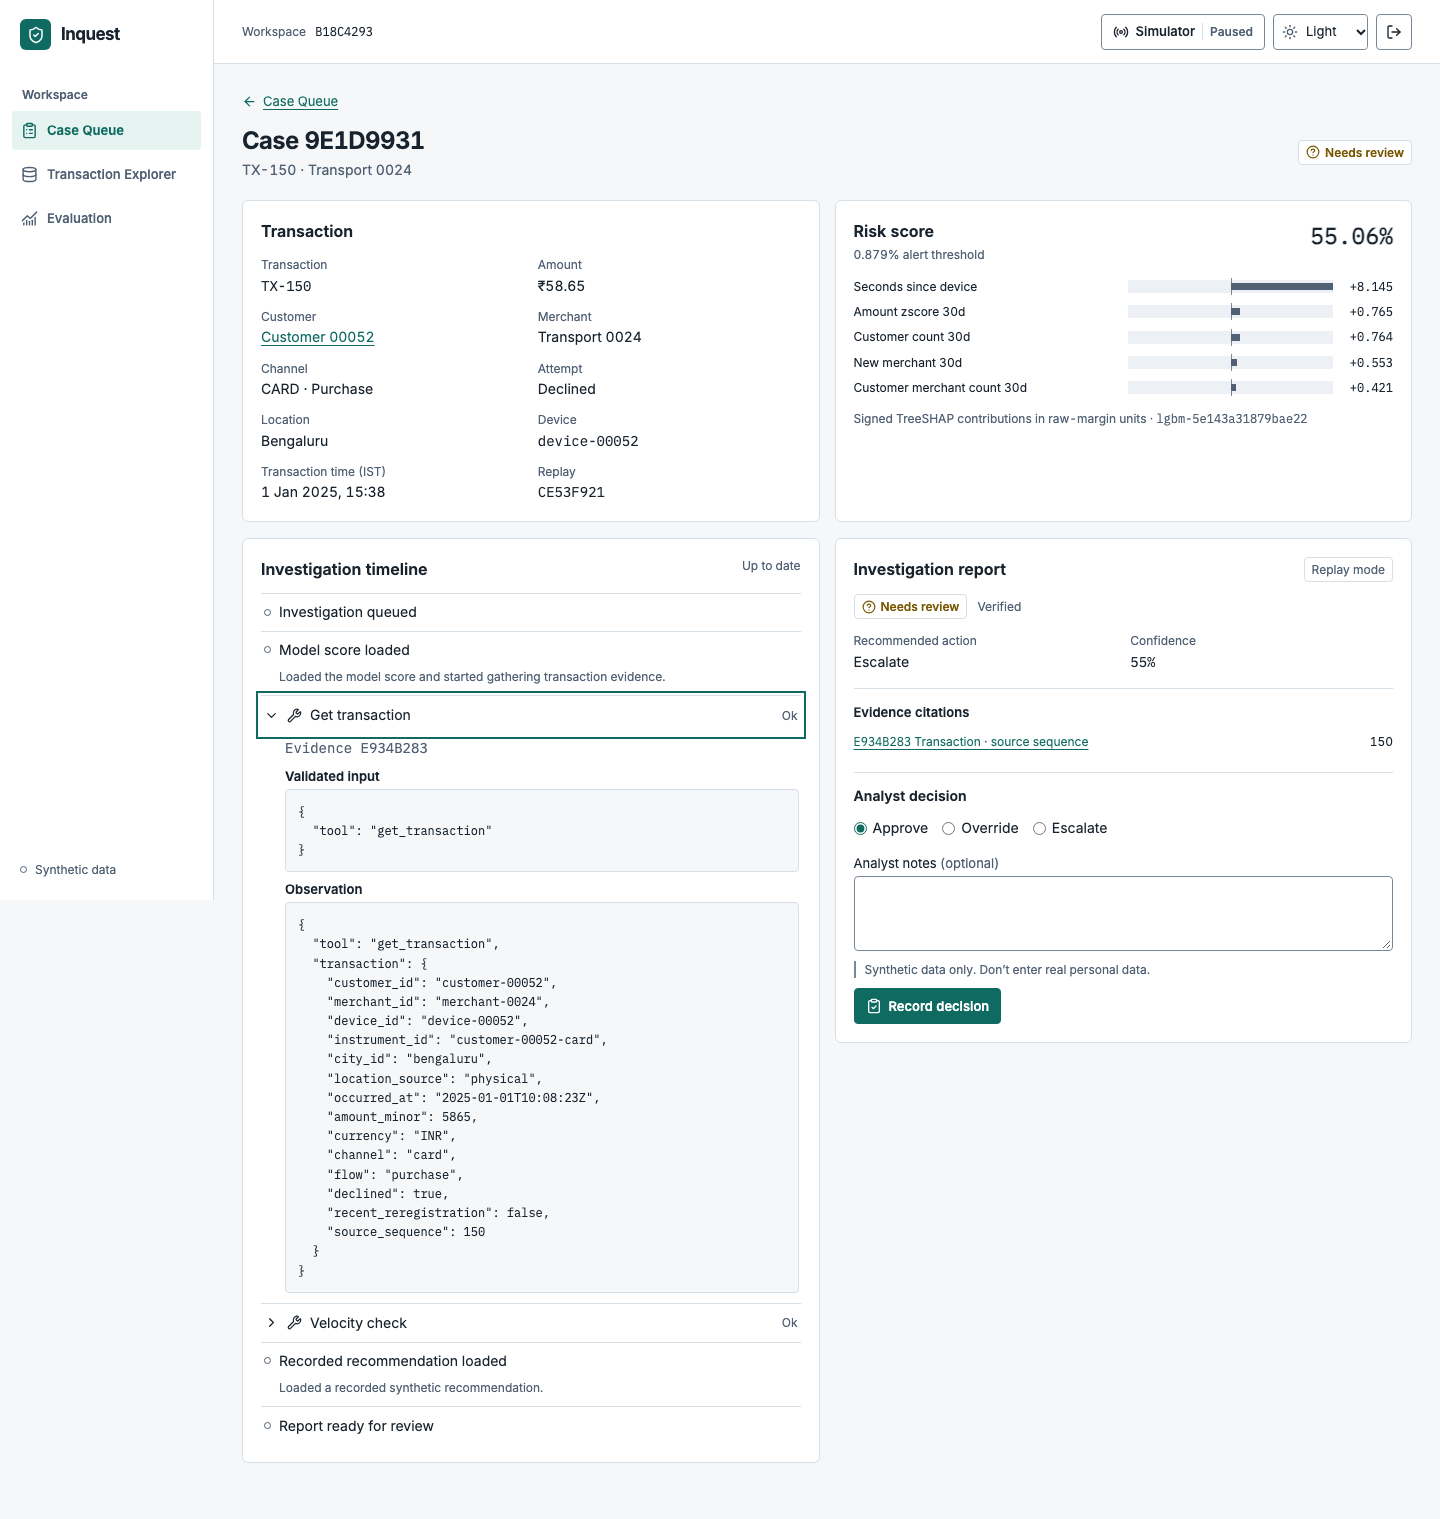 Inquest
Workspace
Case Queue
Transaction Explorer
Evaluation
Synthetic data
Workspace B18C4293
Simulator Paused
Light
Case Queue
Case 9E1D9931
TX-150 · Transport 0024
Needs review
Transaction
Transaction Amount
TX-150 ₹58.65
Customer Merchant
Customer 00052 Transport 0024
Channel Attempt
CARD · Purchase Declined
Location Device
Bengaluru device-00052
Transaction time (IST) Replay
1 Jan 2025, 15:38 CE53F921
Risk score 55.06%
0.879% alert threshold
Seconds since device +8.145
Amount zscore 30d +0.765
Customer count 30d +0.764
New merchant 30d +0.553
Customer merchant count 30d +0.421
Signed TreeSHAP contributions in raw-margin units · lgbm-5e143a31879bae22
Investigation timeline Up to date
Investigation queued
Model score loaded
Loaded the model score and started gathering transaction evidence.
Get transaction Ok
Evidence E934B283
Validated input
{
"tool": "get_transaction"
}
Observation
{
"tool": "get_transaction",
"transaction": {
"customer_id": "customer-00052",
"merchant_id": "merchant-0024",
"device_id": "device-00052",
"instrument_id": "customer-00052-card",
"city_id": "bengaluru",
"location_source": "physical",
"occurred_at": "2025-01-01T10:08:23Z",
"amount_minor": 5865,
"currency": "INR",
"channel": "card",
"flow": "purchase",
"declined": true,
"recent_reregistration": false,
"source_sequence": 150
}
}
Velocity check Ok
Recorded recommendation loaded
Loaded a recorded synthetic recommendation.
Report ready for review
Investigation report Replay mode
Needs review Verified
Recommended action Confidence
Escalate 55%
Evidence citations
E934B283 Transaction · source sequence 150
Analyst decision
Approve Override Escalate
Analyst notes (optional)
Synthetic data only. Don’t enter real personal data.
Record decision